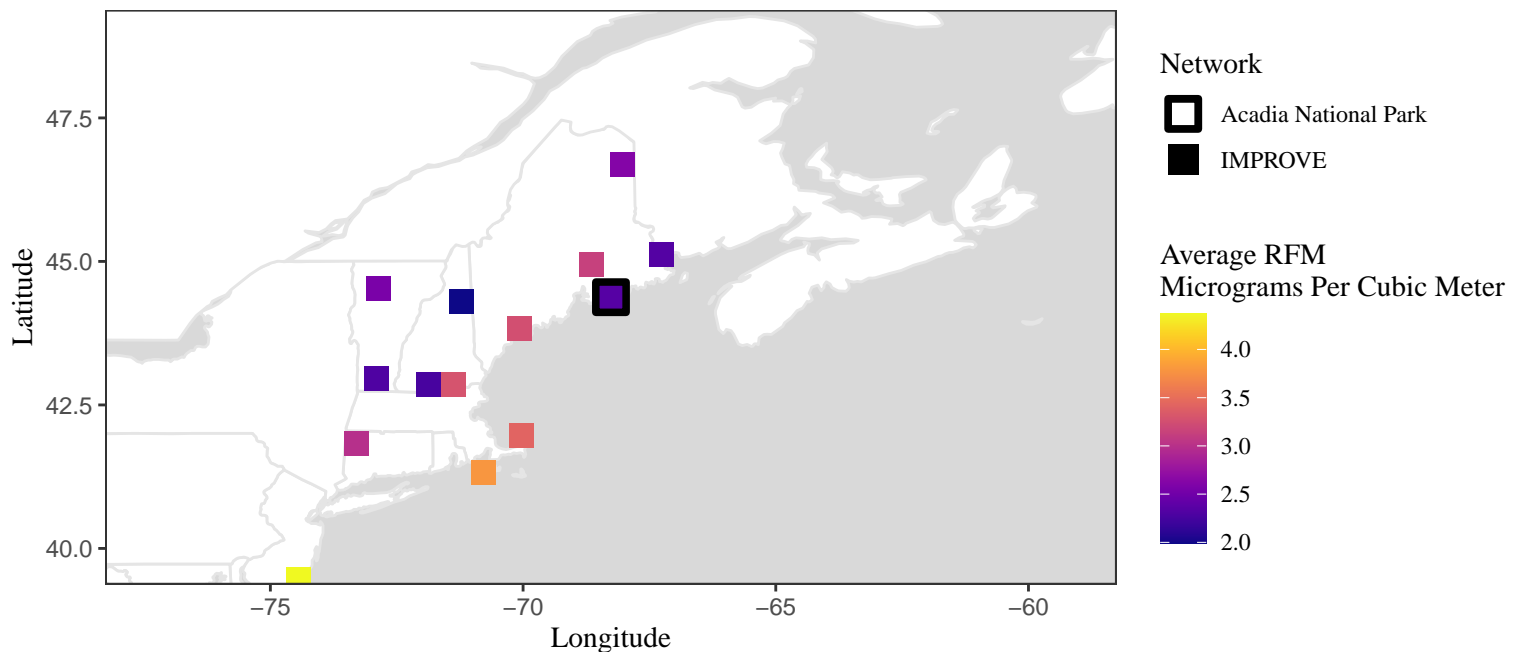 47.5
45.0
42.5
40.0
Latitude
−75
−70
−65
−60
Longitude
Network
Acadia National Park
IMPROVE
Average RFM
Micrograms Per Cubic Meter
4.0
3.5
3.0
2.5
2.0